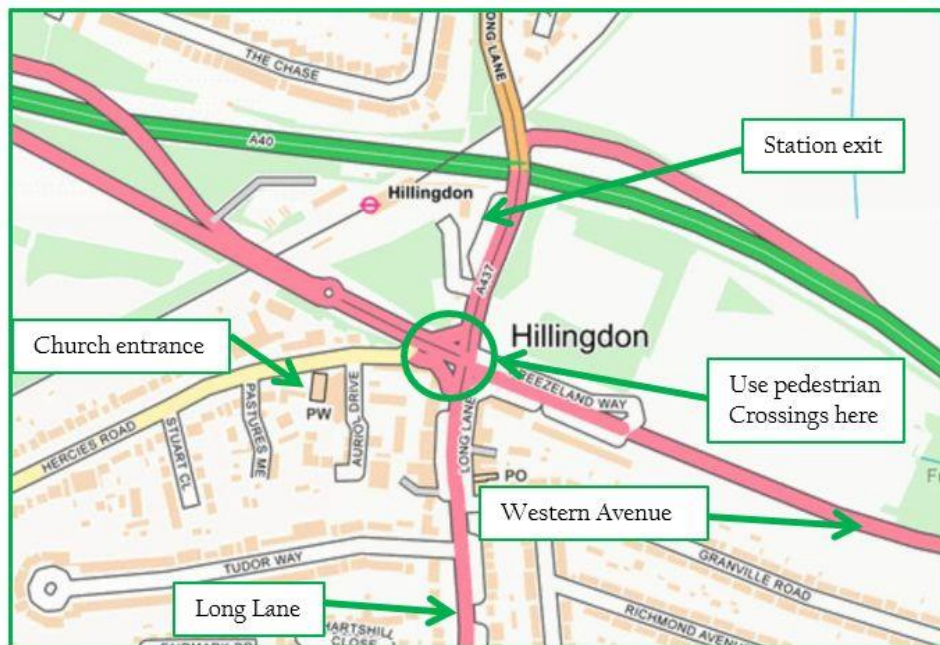 THE CHASE
LONG LANE
A40
Station exit
Hillingdon
A437
Church entrance
Hillingdon
Use pedestrian
Crossings here
REEZELAND WAY
HERCIES ROAD
STUART CL
PASTURES ME
PW
AURIOL DRIVE
LONG LANE
PO
Western Avenue
TUDOR WAY
GRANVILLE ROAD
Long Lane
HARTSHILL
CLOSE
RICHMOND AVENUE